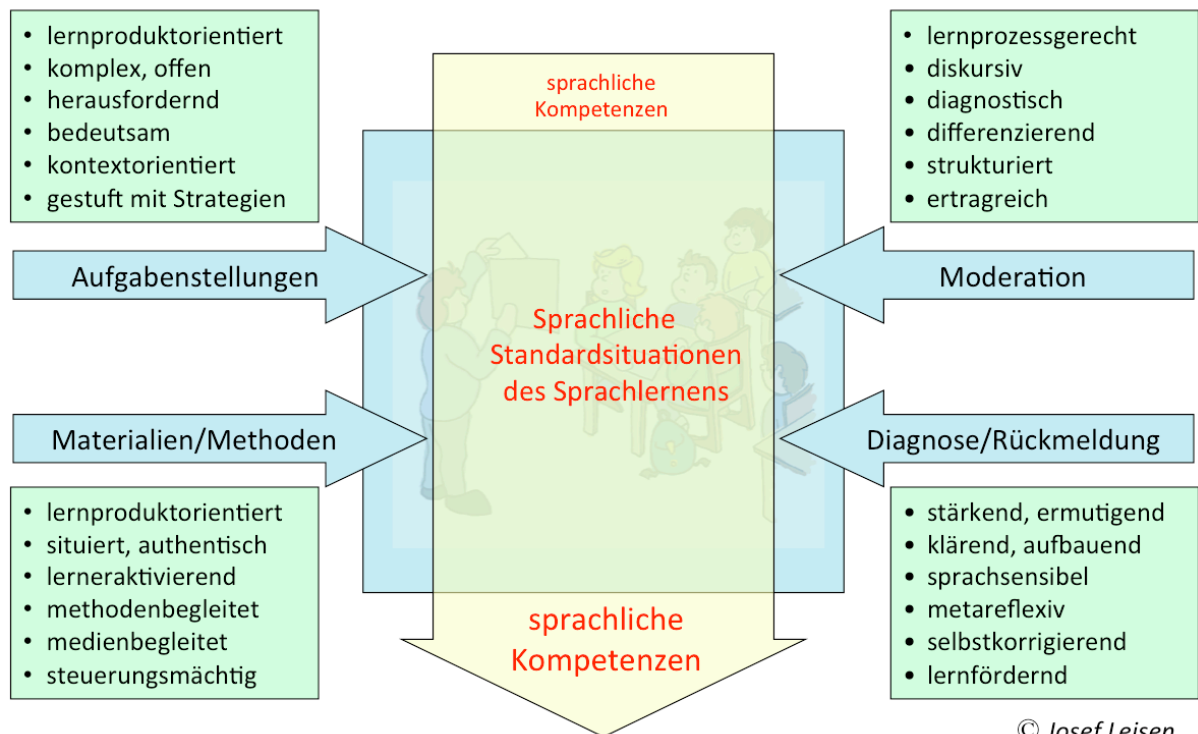 • lernproduktorientiert
• komplex, offen
• herausfordernd
• bedeutsam
• kontextorientiert
• gestuft mit Strategien
sprachliche
Kompetenzen
• lernprozessgerecht
• diskursiv
• diagnostisch
• differenzierend
• strukturiert
• ertragreich
Aufgabenstellungen
Moderation
Sprachliche
Standardsituationen
des Sprachlernens
Materialien/Methoden
Diagnose/Rückmeldung
• lernproduktorientiert
• situiert, authentisch
• lerneraktivierend
• methodenbegleitet
• medienbegleitet
• steuerungsmächtig
sprachliche
Kompetenzen
• stärkend, ermutigend
• klärend, aufbauend
• sprachsensibel
• metareflexiv
• selbstkorrigierend
• lernfördernd
© Josef Leisen